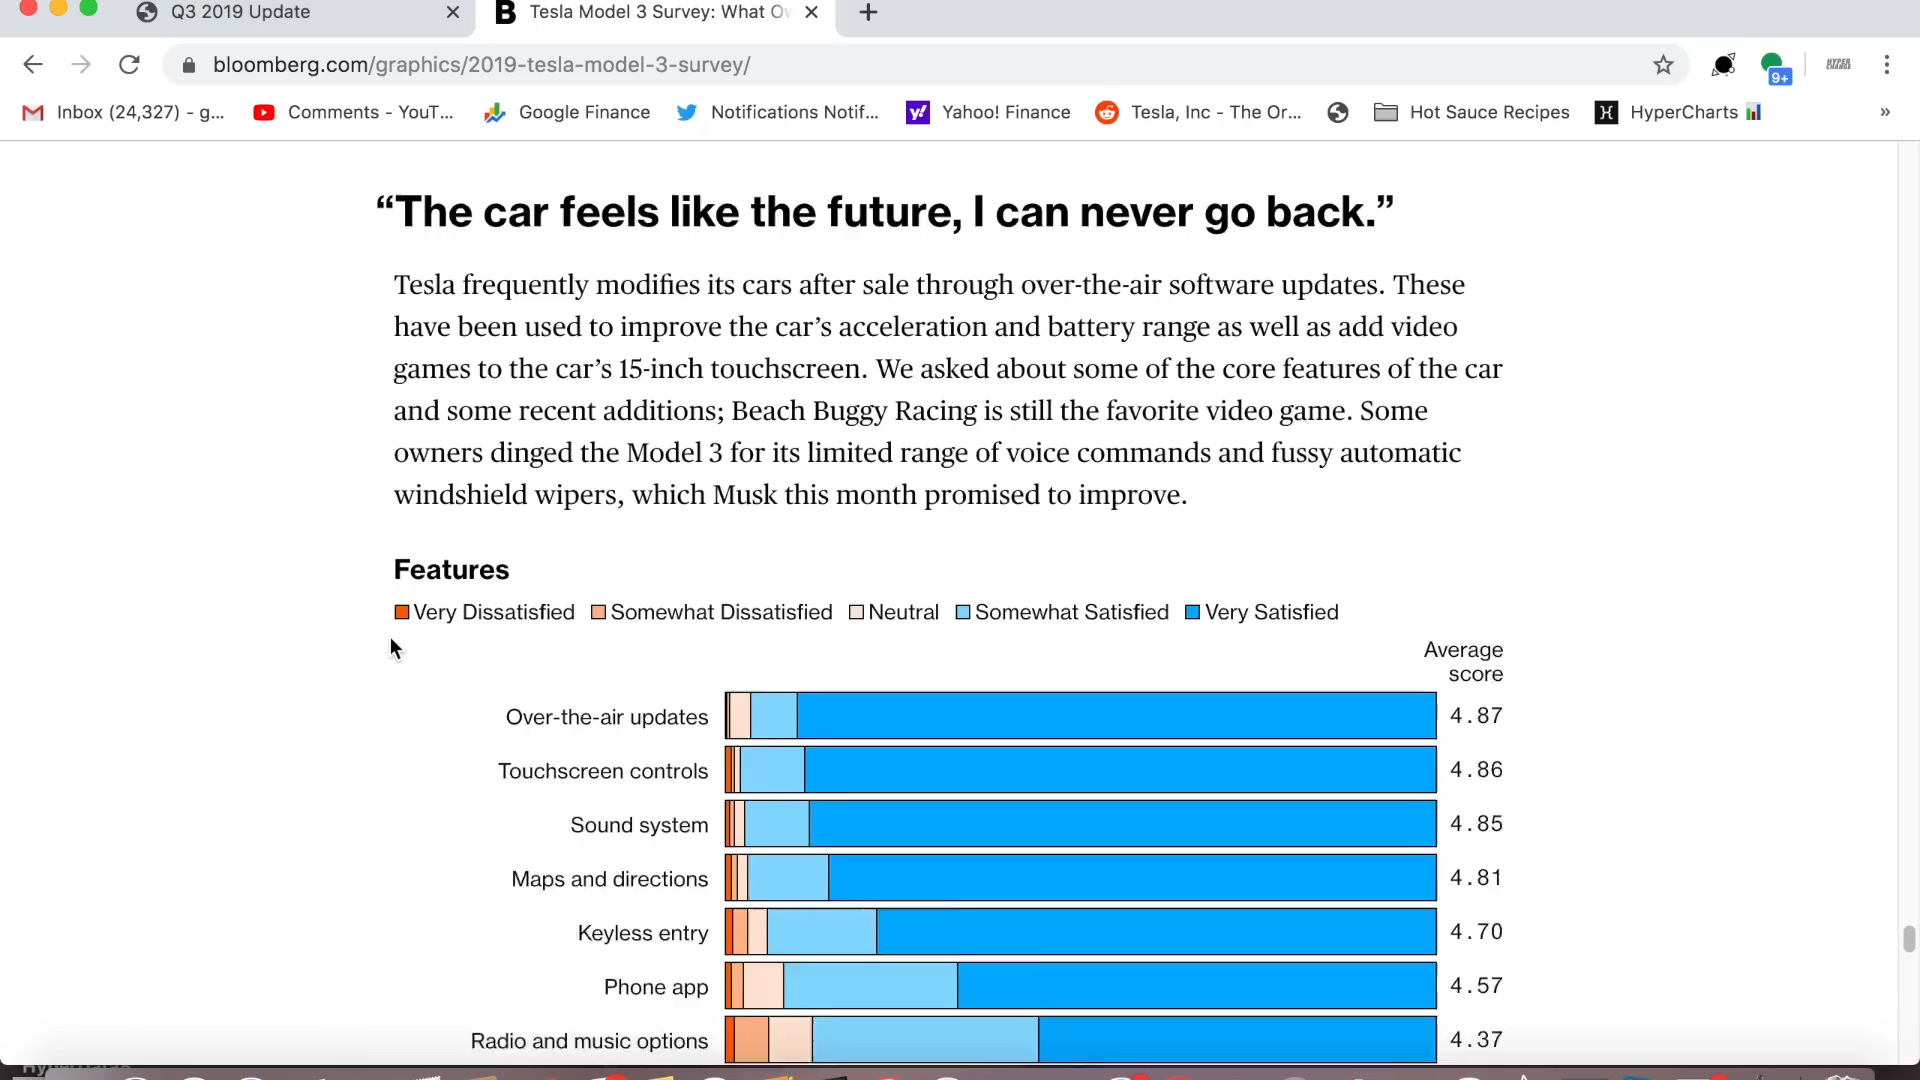 Q3 2019 Update
B Tesla Model 3 Survey: What Ow
bloomberg.com/graphics/2019-tesla-model-3-survey/
9+
HYPER CHANGE
Inbox (24,327) - g...
Comments - YouT...
Google Finance
Notifications Notif...
y! Yahoo! Finance
Tesla, Inc - The Or...
Hot Sauce Recipes
H HyperCharts
»
“The car feels like the future, I can never go back.”
Tesla frequently modifies its cars after sale through over-the-air software updates. These
have been used to improve the car’s acceleration and battery range as well as add video
games to the car’s 15-inch touchscreen. We asked about some of the core features of the car
and some recent additions; Beach Buggy Racing is still the favorite video game. Some
owners dinged the Model 3 for its limited range of voice commands and fussy automatic
windshield wipers, which Musk this month promised to improve.
Features
Very Dissatisfied Somewhat Dissatisfied Neutral Somewhat Satisfied Very Satisfied
Average
score
Over-the-air updates 4.87
Touchscreen controls 4.86
Sound system 4.85
Maps and directions 4.81
Keyless entry 4.70
Phone app 4.57
Radio and music options 4.37